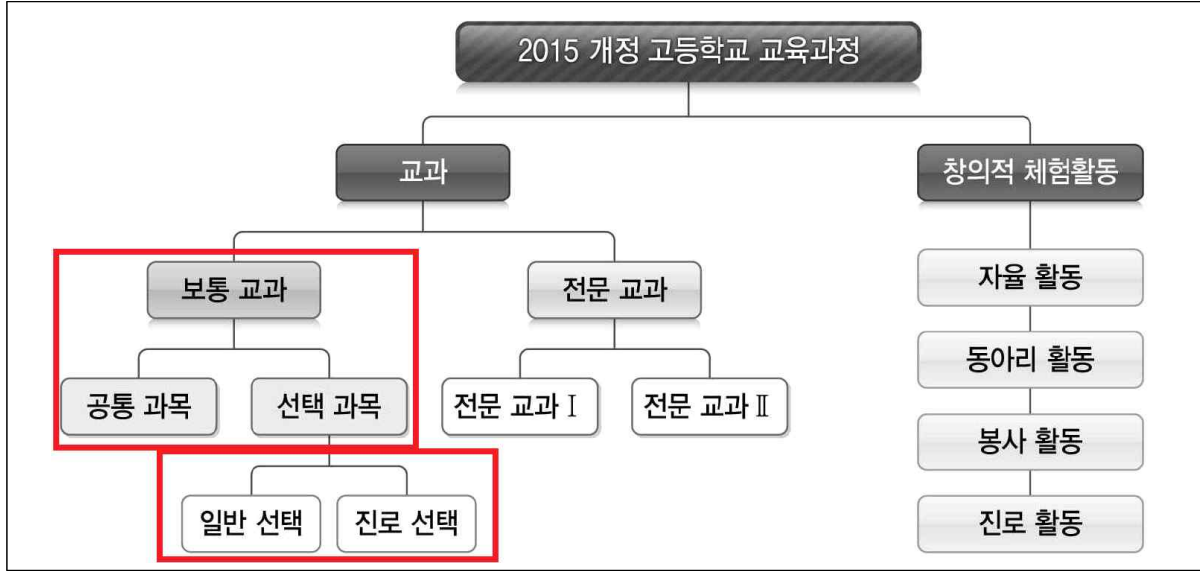 2015 개정 고등학교 교육과정
교과
창의적 체험활동
보통 교과
전문 교과
자율 활동
동아리 활동
공통 과목
선택 과목
전문 교과 Ⅰ
전문 교과 Ⅱ
봉사 활동
일반 선택
진로 선택
진로 활동